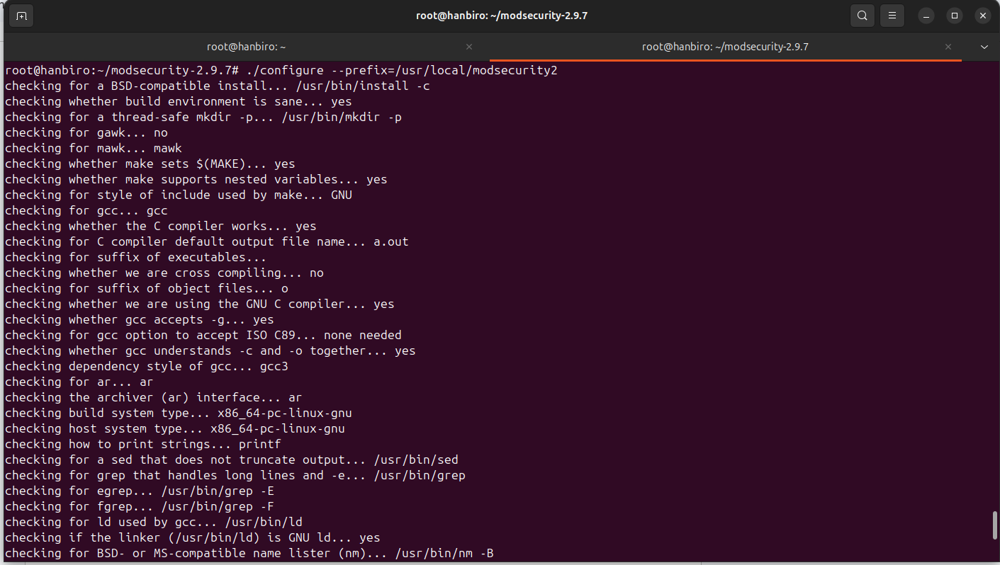 root@hanbiro: ~/modsecurity-2.9.7
root@hanbiro: ~
root@hanbiro: ~/modsecurity-2.9.7
root@hanbiro:~/modsecurity-2.9.7# ./configure --prefix=/usr/local/modsecurity2
checking for a BSD-compatible install... /usr/bin/install -c
checking whether build environment is sane... yes
checking for a thread-safe mkdir -p... /usr/bin/mkdir -p
checking for gawk... no
checking for mawk... mawk
checking whether make sets $(MAKE)... yes
checking whether make supports nested variables... yes
checking for style of include used by make... GNU
checking for gcc... gcc
checking whether the C compiler works... yes
checking for C compiler default output file name... a.out
checking for suffix of executables...
checking whether we are cross compiling... no
checking for suffix of object files... o
checking whether we are using the GNU C compiler... yes
checking whether gcc accepts -g... yes
checking for gcc option to accept ISO C89... none needed
checking whether gcc understands -c and -o together... yes
checking dependency style of gcc... gcc3
checking for ar... ar
checking the archiver (ar) interface... ar
checking build system type... x86_64-pc-linux-gnu
checking host system type... x86_64-pc-linux-gnu
checking how to print strings... printf
checking for a sed that does not truncate output... /usr/bin/sed
checking for grep that handles long lines and -e... /usr/bin/grep
checking for egrep... /usr/bin/grep -E
checking for fgrep... /usr/bin/grep -F
checking for ld used by gcc... /usr/bin/ld
checking if the linker (/usr/bin/ld) is GNU ld... yes
checking for BSD- or MS-compatible name lister (nm)... /usr/bin/nm -B